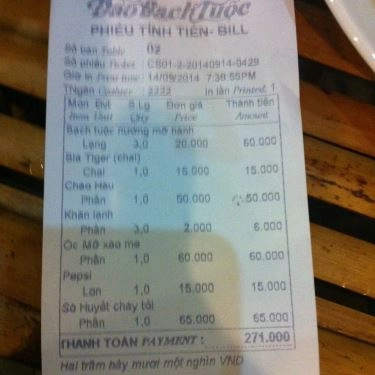 Đảo Bạch Tuộc
PHIẾU TÍNH TIỀN- BILL
Số bàn Table : 02
Số phiếu : CS01-2-20140914-0429
Giờ in Print time : 14/09/2014 7:38:55PM
TNgân Cashier : 2222 In lần Printed: 1
Món Đvt S.Lg Đơn giá Thành tiền
Item Unit Qty Price Amount
Bạch tuộc nướng mỡ hành
Lạng 3,0 20.000 60.000
Bia Tiger (chai)
Chai 1,0 15.000 15.000
Cháo Hàu
Phần 1,0 50.000 50.000
Khăn lạnh
Phần 3,0 2.000 6.000
Ốc Mỡ xào me
Phần 1,0 60.000 60.000
Pepsi
Lon 1,0 15.000 15.000
Sò Huyết cháy tỏi
Phần 1,0 65.000 65.000
THANH TOÁN PAYMENT : 271.000
Hai trăm bảy mươi một nghìn VND